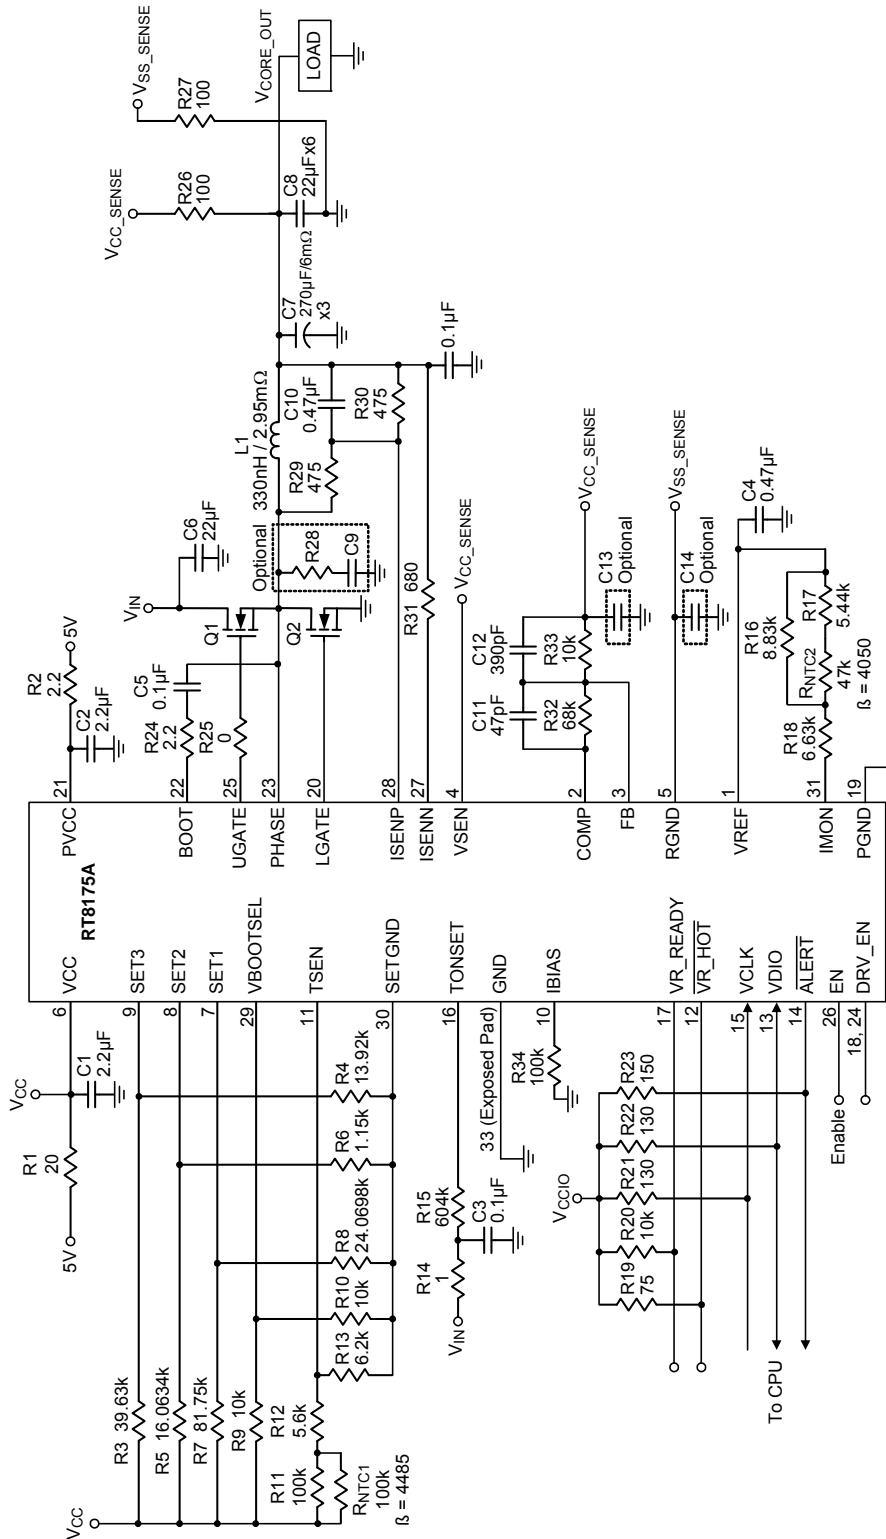 RT8175A
5V
R1
20
VCC
C1
2.2µF
6
VCC
9
SET3
8
SET2
7
SET1
29
VBOOTSEL
11
TSEN
30
SETGND
16
TONSET
33 (Exposed Pad)
GND
10
IBIAS
17
VR_READY
12
VR_HOT
15
VCLK
13
VDIO
14
ALERT
26
EN
18, 24
DRV_EN
VCC
R3 39.63k
R5 16.0634k
R7 81.75k
R9 10k
R12
5.6k
R11
100k
RNTC1
100k
ß = 4485
R4
13.92k
R6
1.15k
R8
24.0698k
R10
10k
R13
6.2k
VIN
R14
1
R15
604k
C3
0.1µF
R34
100k
VCCIO
R23
150
R22
130
R21
130
R20
10k
R19
75
To CPU
Enable
21
PVCC
22
BOOT
25
UGATE
23
PHASE
20
LGATE
28
ISENP
27
ISENN
4
VSEN
2
COMP
3
FB
5
RGND
1
VREF
31
IMON
19
PGND
R2
2.2
5V
C2
2.2µF
C5
0.1µF
R24
2.2
R25
0
VIN
C6
22µF
Q1
Q2
Optional
R28
C9
L1
330nH / 2.95mΩ
R29
475
C10
0.47µF
R30
475
R31 680
0.1µF
C7
270µF/6mΩ
x3
C8
22µFx6
VCC_SENSE
R26
100
VSS_SENSE
R27
100
VCORE_OUT
LOAD
VCC_SENSE
C12
390pF
C11
47pF
R33
10k
R32
68k
C13
Optional
VCC_SENSE
C14
Optional
VSS_SENSE
C4
0.47µF
R16
8.83k
R17
5.44k
RNTC2
47k
ß = 4050
R18
6.63k